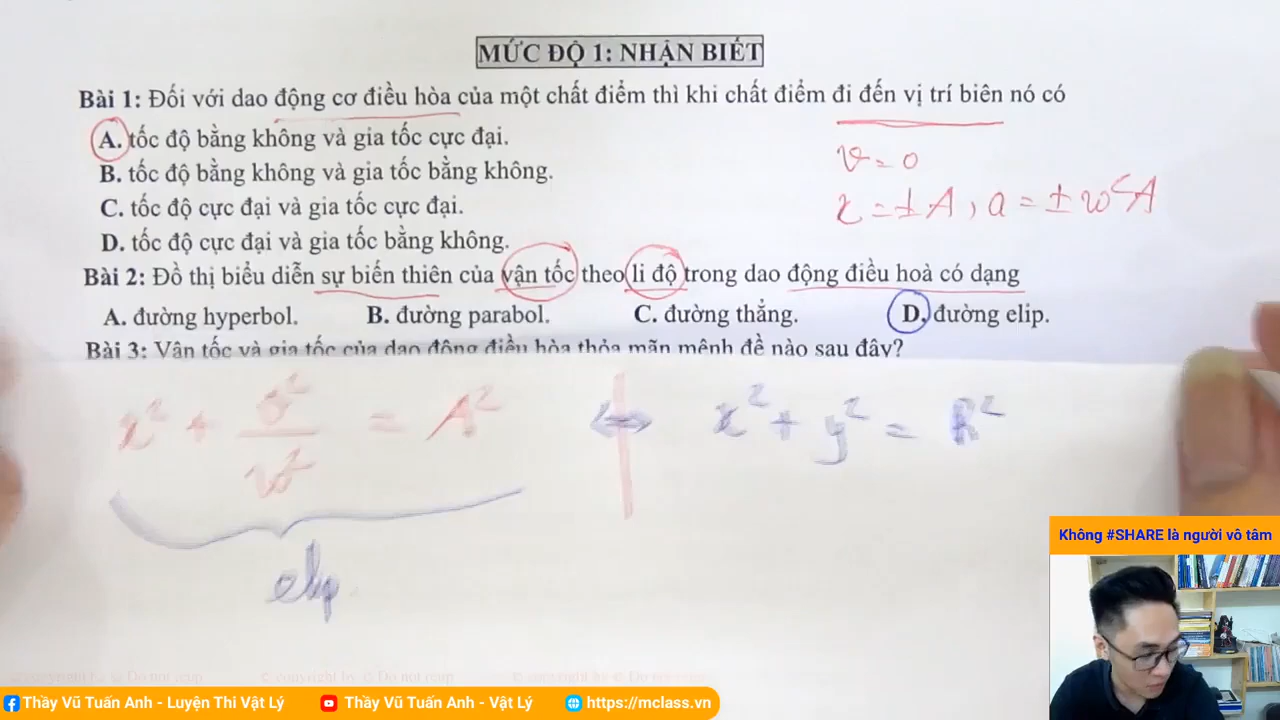 MỨC ĐỘ 1: NHẬN BIẾT
Bài 1: Đối với dao động cơ điều hòa của một chất điểm thì khi chất điểm đi đến vị trí biên nó có
A. tốc độ bằng không và gia tốc cực đại.
B. tốc độ bằng không và gia tốc bằng không.
C. tốc độ cực đại và gia tốc cực đại.
D. tốc độ cực đại và gia tốc bằng không.
v = 0
x = ±A, a = ±ω²A
Bài 2: Đồ thị biểu diễn sự biến thiên của vận tốc theo li độ trong dao động điều hoà có dạng
A. đường hyperbol. B. đường parabol. C. đường thẳng. D. đường elip.
Bài 3: Vận tốc và gia tốc của dao động điều hòa thỏa mãn mệnh đề nào sau đây?
x² + v²/ω² = A² ⇔ x² + y² = R²
elip
Không #SHARE là người vô tâm
Thầy Vũ Tuấn Anh - Luyện Thi Vật Lý Thầy Vũ Tuấn Anh - Vật Lý https://mclass.vn